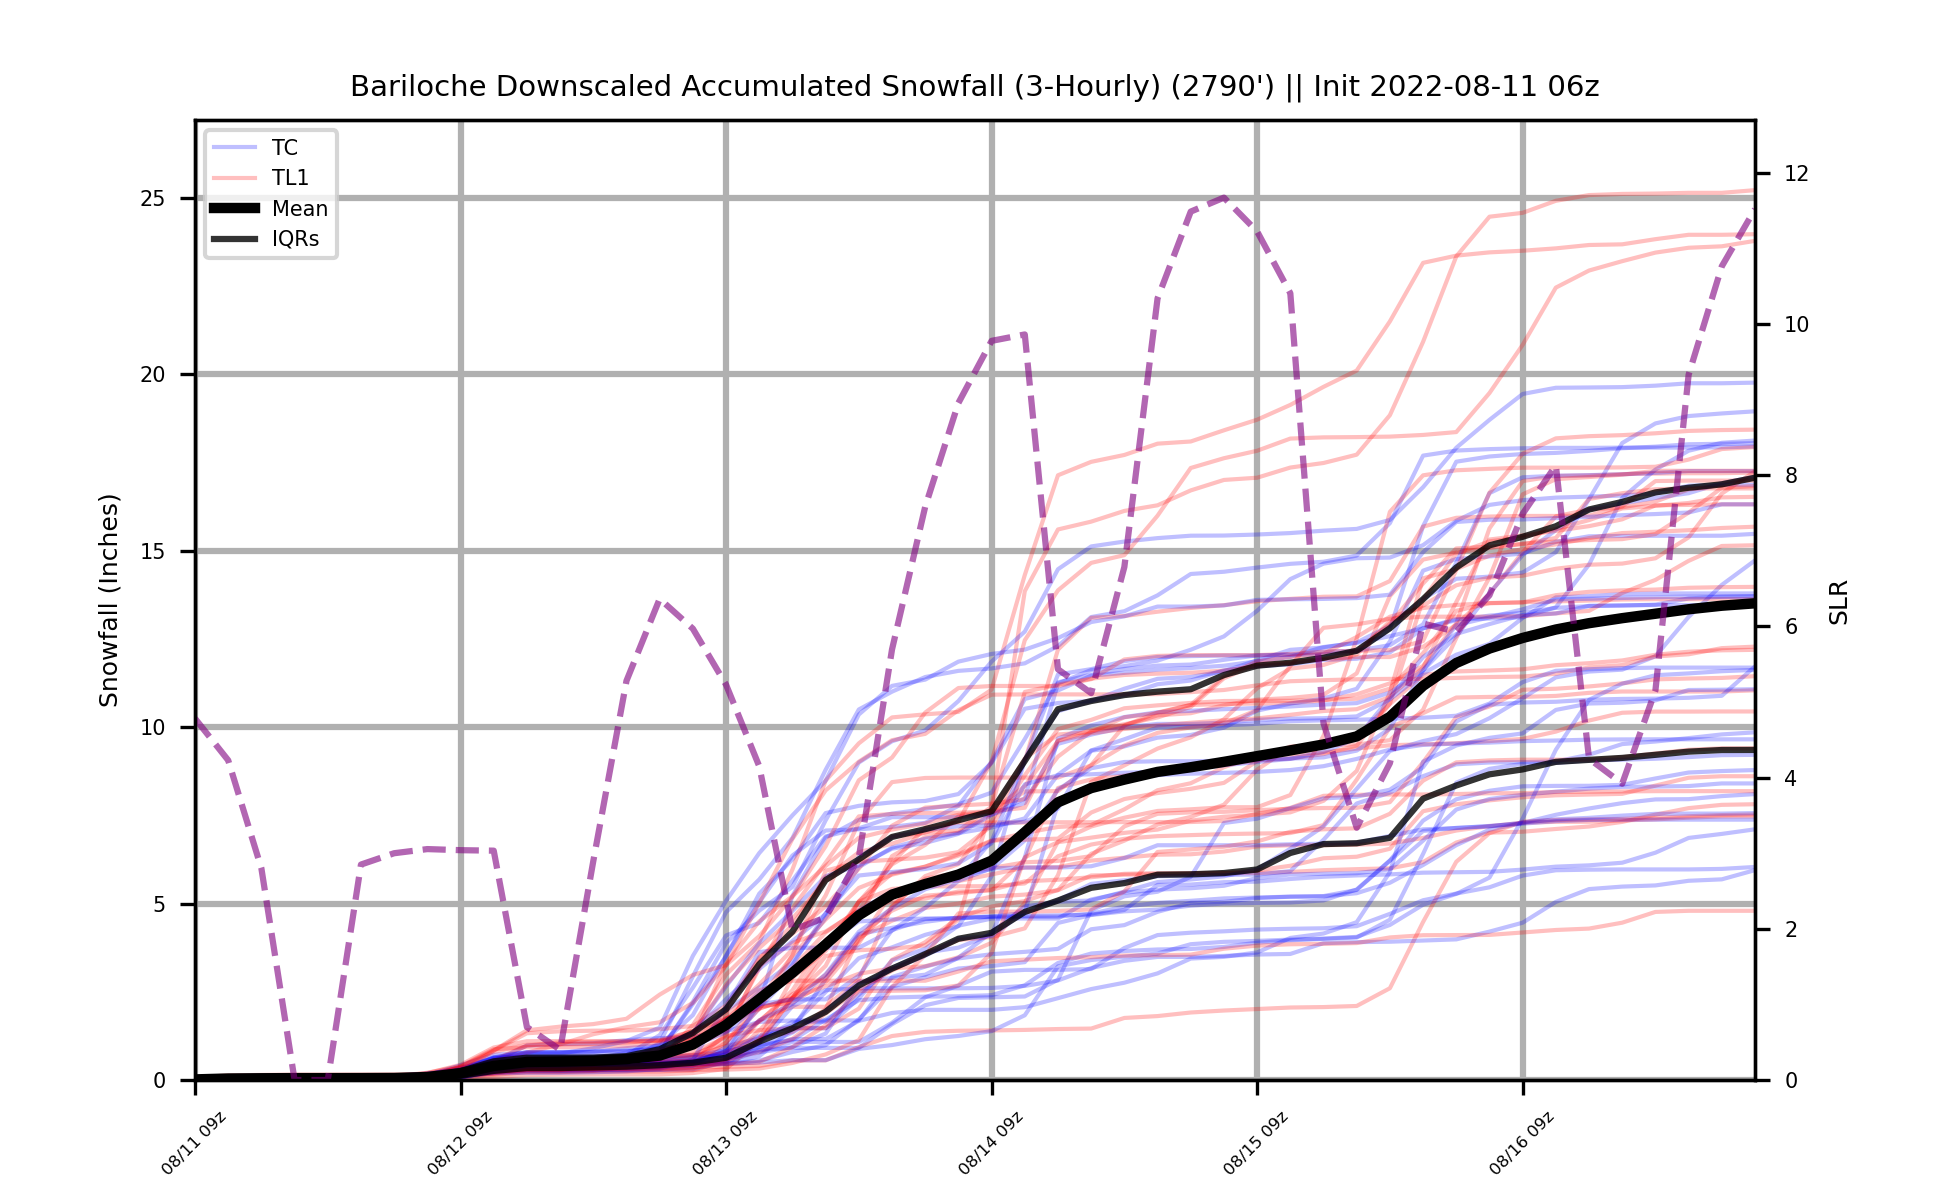 Bariloche Downscaled Accumulated Snowfall (3-Hourly) (2790') || Init 2022-08-11 06z
TC
TL1
Mean
IQRs
25
20
15
10
5
0
Snowfall (Inches)
12
10
8
6
4
2
0
SLR
08/11 09z
08/12 09z
08/13 09z
08/14 09z
08/15 09z
08/16 09z